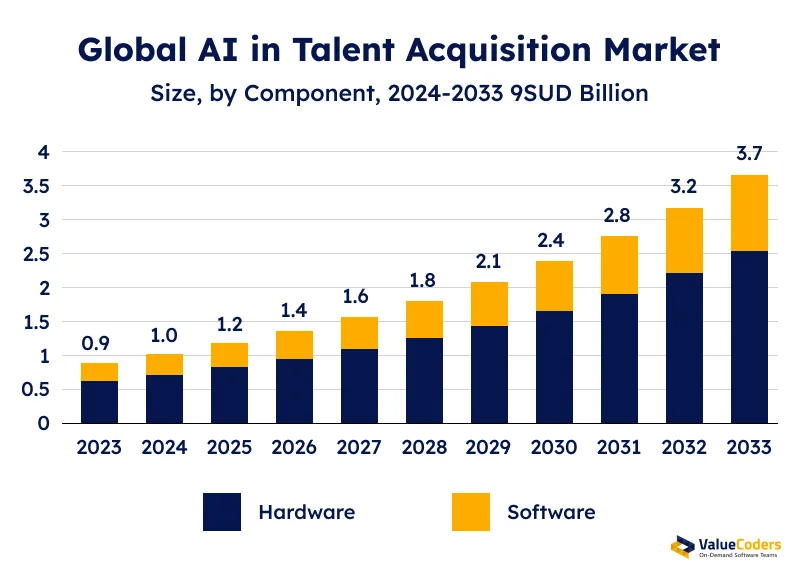 Global AI in Talent Acquisition Market
Size, by Component, 2024-2033 9SUD Billion
4
3.5
3
2.5
2
1.5
1
0.5
0
0.9
1.0
1.2
1.4
1.6
1.8
2.1
2.4
2.8
3.2
3.7
2023 2024 2025 2026 2027 2028 2029 2030 2031 2032 2033
Hardware
Software
ValueCoders
On-Demand Software Teams